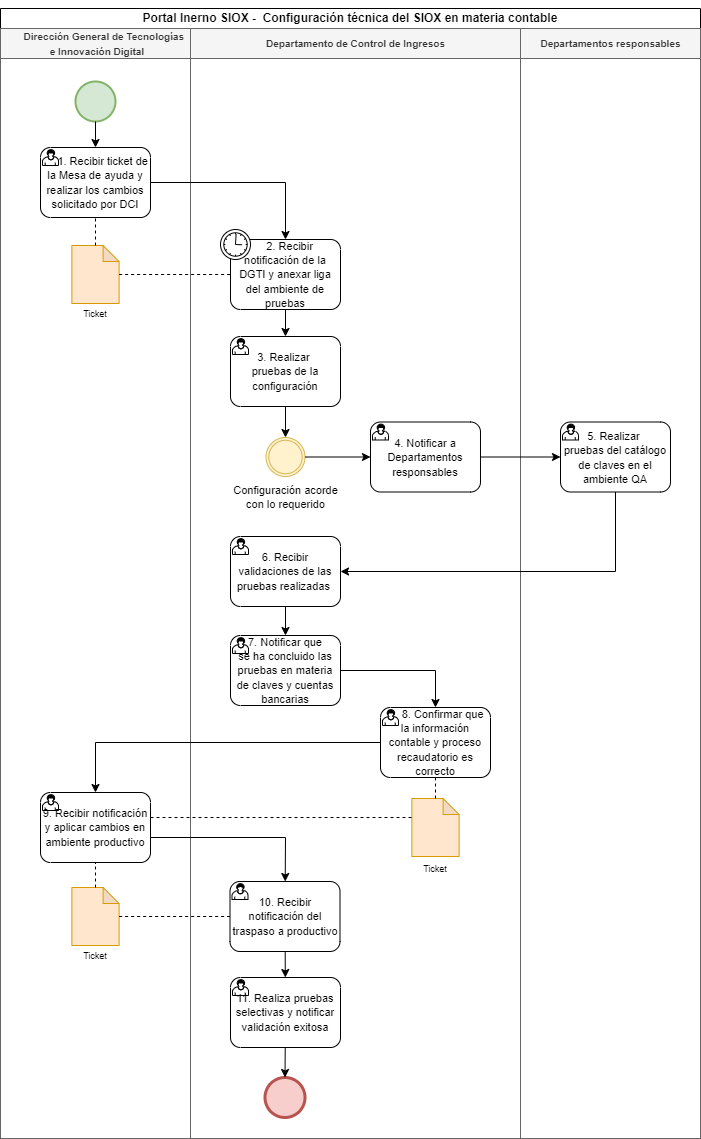 Portal Inerno SIOX - Configuración técnica del SIOX en materia contable
Dirección General de Tecnologías
e Innovación Digital
Departamento de Control de Ingresos
Departamentos responsables
1. Recibir ticket de
la Mesa de ayuda y
realizar los cambios
solicitado por DCI
2. Recibir
notificación de la
DGTI y anexar liga
del ambiente de
pruebas
Ticket
3. Realizar
pruebas de la
configuración
Configuración acorde
con lo requerido
4. Notificar a
Departamentos
responsables
5. Realizar
pruebas del catálogo
de claves en el
ambiente QA
6. Recibir
validaciones de las
pruebas realizadas
7. Notificar que
se ha concluido las
pruebas en materia
de claves y cuentas
bancarias
8. Confirmar que
la información
contable y proceso
recaudatorio es
correcto
9. Recibir notificación
y aplicar cambios en
ambiente productivo
Ticket
10. Recibir
notificación del
traspaso a productivo
Ticket
11. Realiza pruebas
selectivas y notificar
validación exitosa